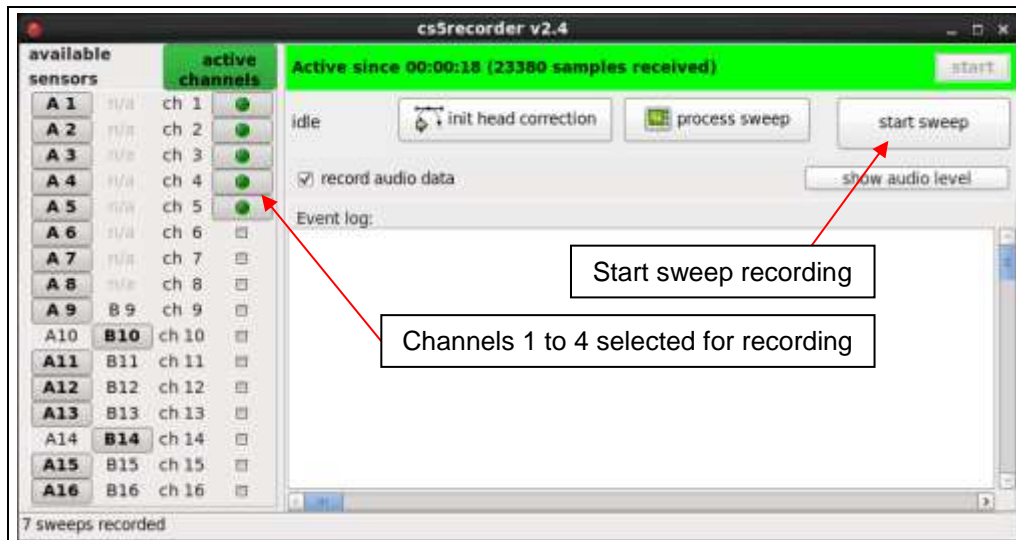 cs5recorder v2.4
available sensors
active channels
Active since 00:00:18 (23380 samples received)
start
A 1 n/a ch 1
A 2 n/a ch 2
A 3 n/a ch 3
A 4 n/a ch 4
A 5 n/a ch 5
A 6 n/a ch 6
A 7 n/a ch 7
A 8 n/a ch 8
A 9 B 9 ch 9
A10 B10 ch 10
A11 B11 ch 11
A12 B12 ch 12
A13 B13 ch 13
A14 B14 ch 14
A15 B15 ch 15
A16 B16 ch 16
idle
init head correction
process sweep
start sweep
record audio data
show audio level
Event log:
Start sweep recording
Channels 1 to 4 selected for recording
7 sweeps recorded